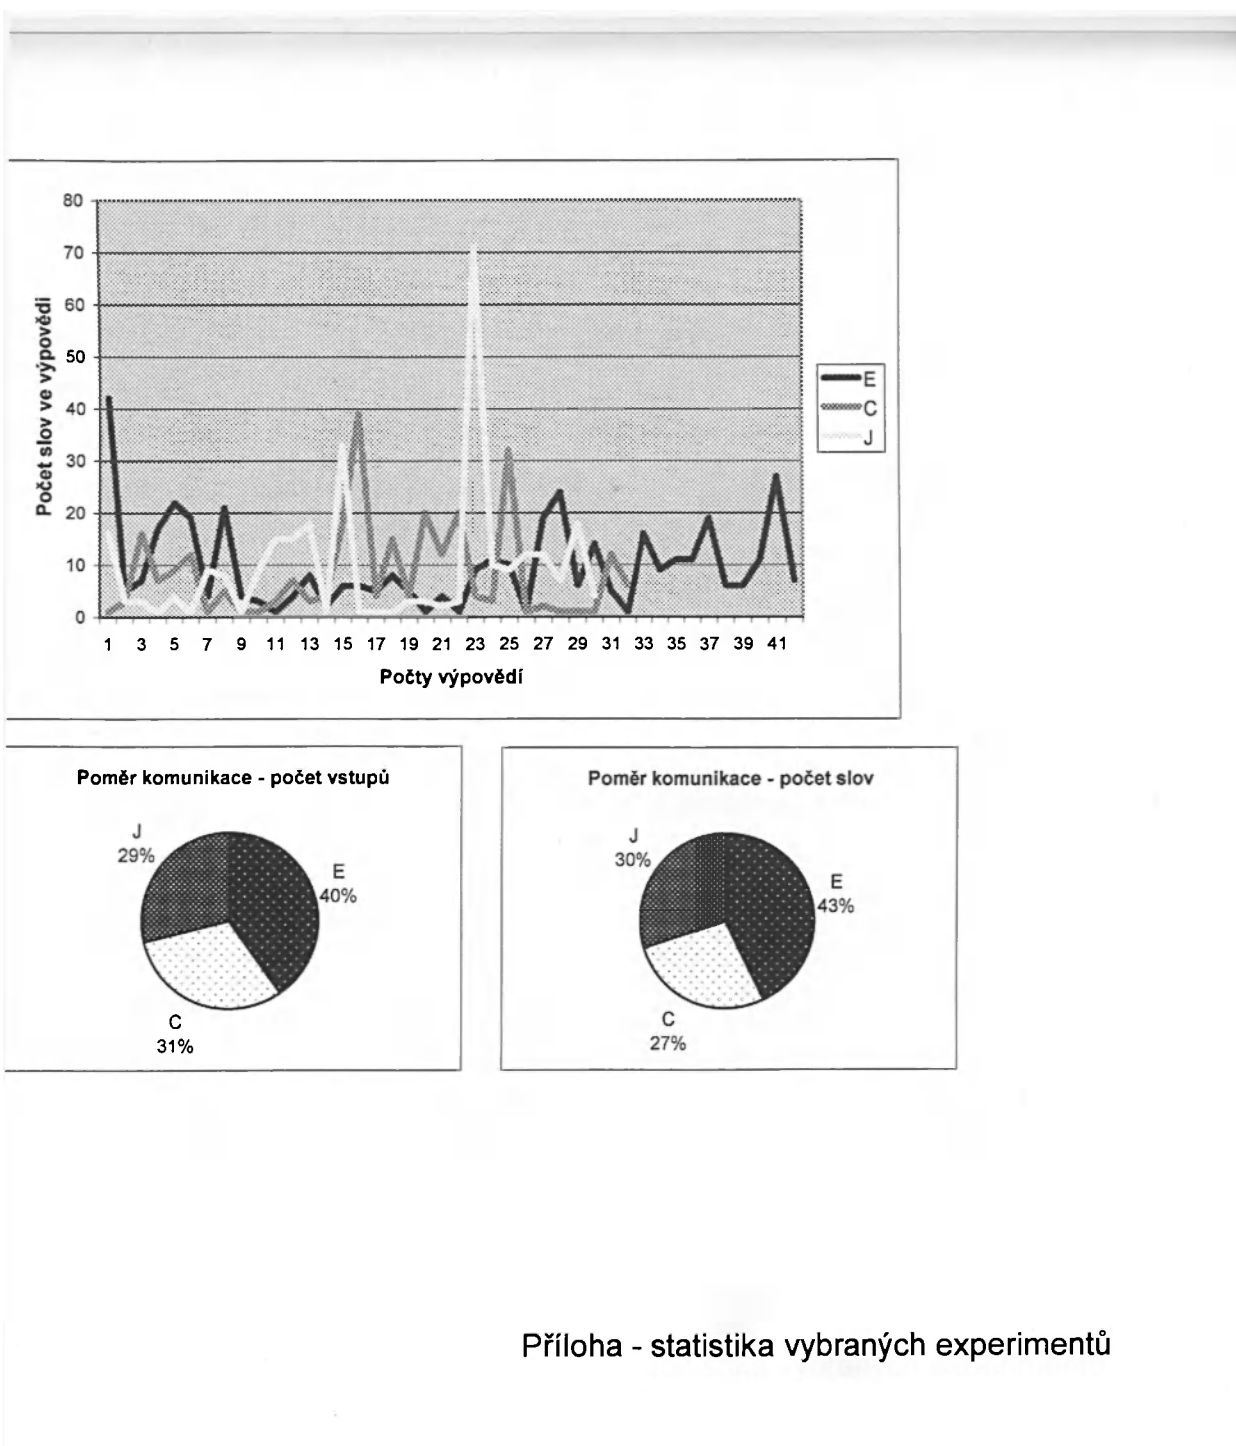 80
70
60
50
40
30
20
10
0
Počet slov ve výpovědí
1 3 5 7 9 11 13 15 17 19 21 23 25 27 29 31 33 35 37 39 41
Počty výpovědí
E
C
J
Poměr komunikace - počet vstupů
J
29%
E
40%
C
31%
Poměr komunikace - počet slov
J
30%
E
43%
C
27%
Příloha - statistika vybraných experimentů